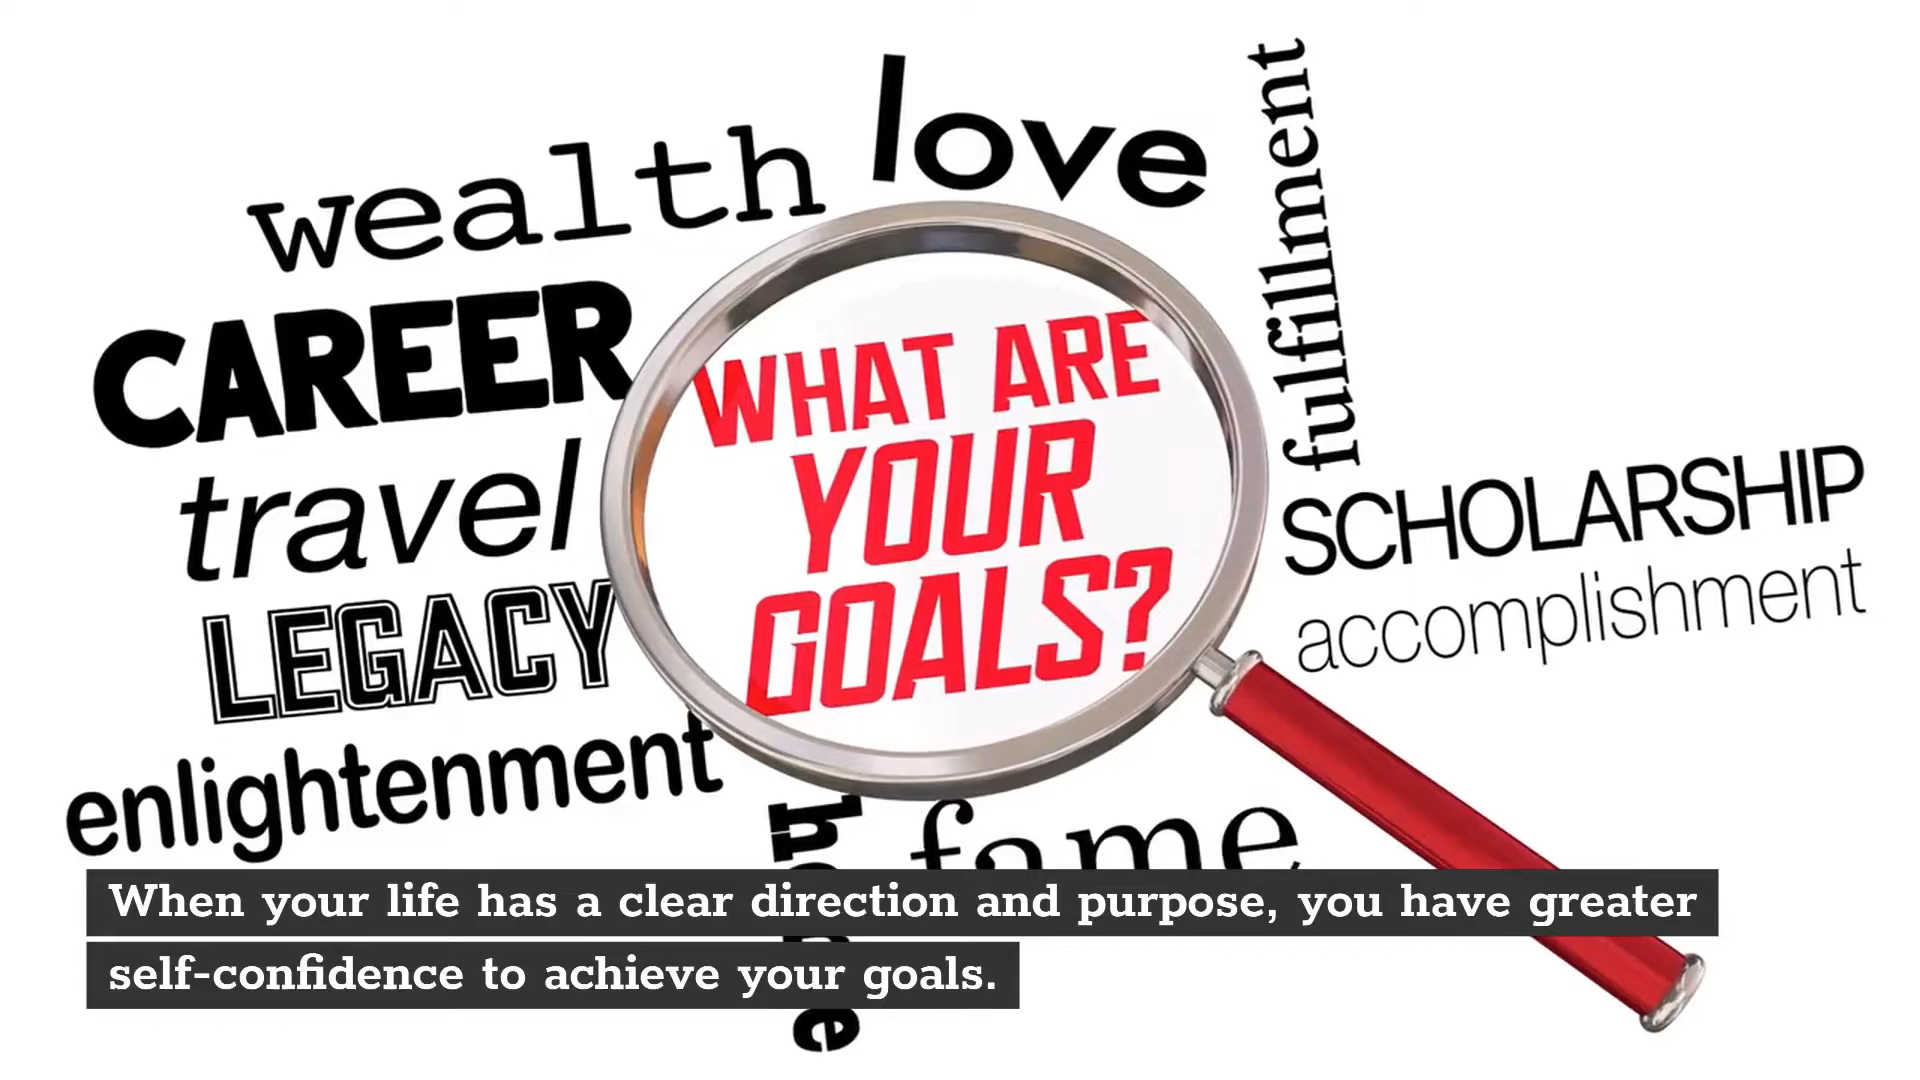 love
wealth
fulfillment
CAREER
WHAT ARE
YOUR
GOALS?
travel
SCHOLARSHIP
accomplishment
LEGACY
enlightenment
fame
When your life has a clear direction and purpose, you have greater
self-confidence to achieve your goals.